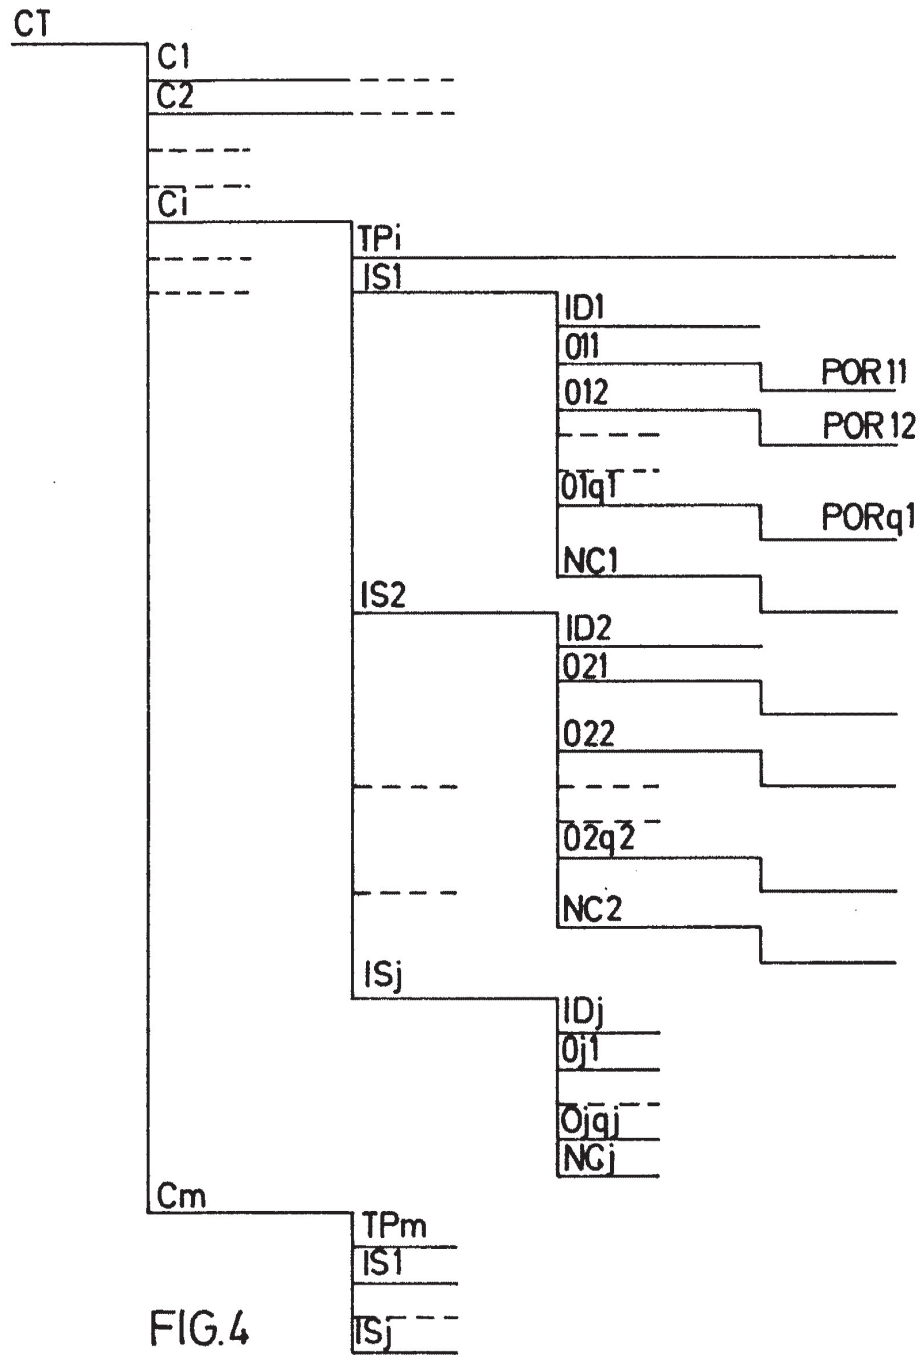 CT
C1
C2
Ci
TPi
IS1
ID1
011
POR11
012
POR12
01q1
PORq1
NC1
IS2
ID2
021
022
02q2
NC2
ISj
IDj
0j1
0jqj
NCj
Cm
TPm
IS1
ISj
FIG.4